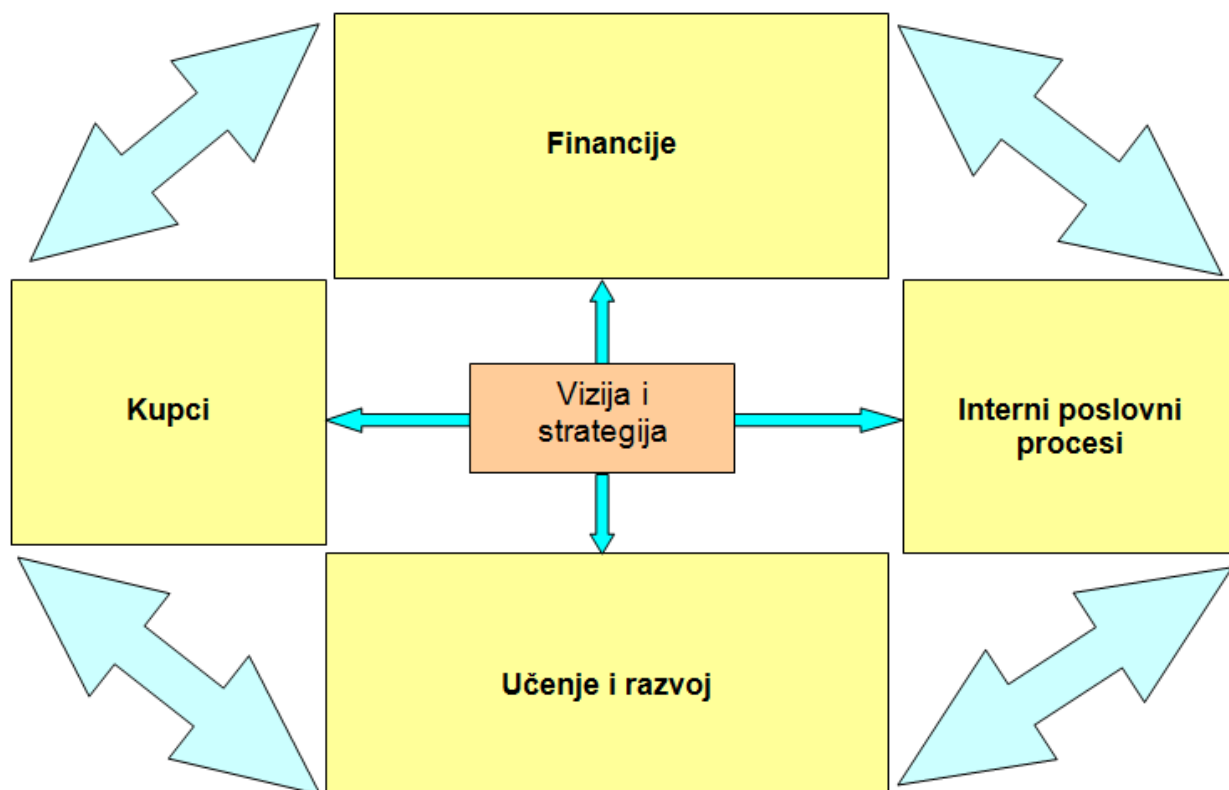 Financije
Kupci
Vizija i
strategija
Interni poslovni
procesi
Učenje i razvoj